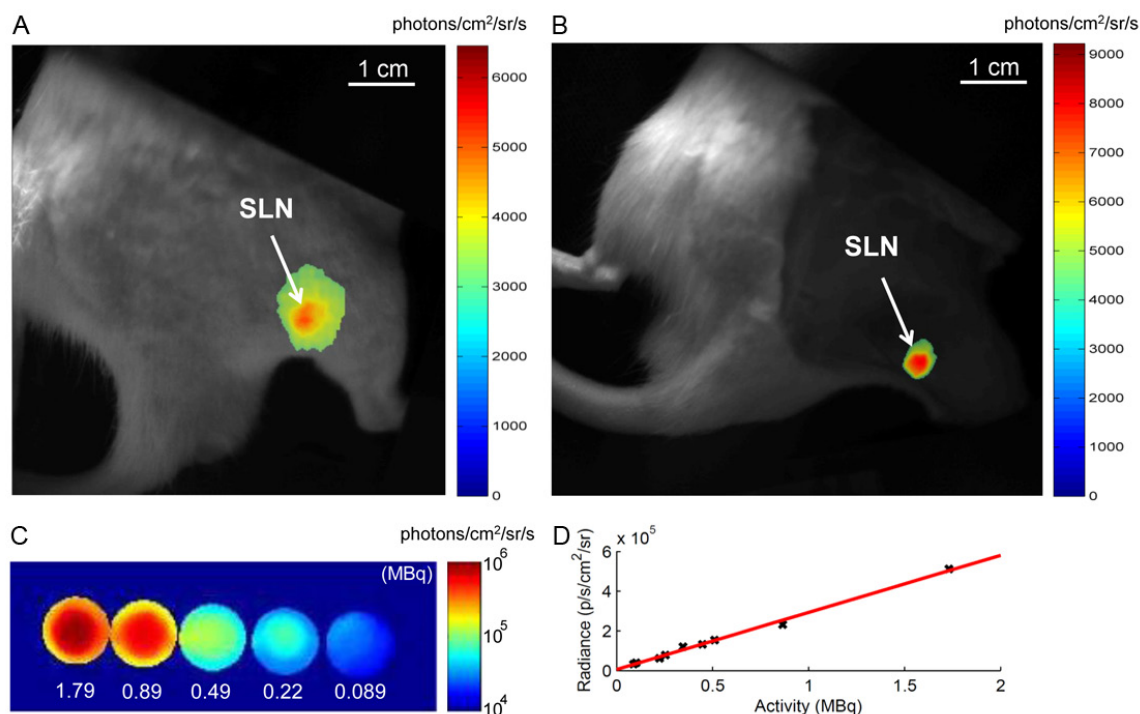 A
photons/cm²/sr/s
1 cm
SLN
6000
5000
4000
3000
2000
1000
0
B
photons/cm²/sr/s
1 cm
SLN
9000
8000
7000
6000
5000
4000
3000
2000
1000
0
C
photons/cm²/sr/s
(MBq)
1.79 0.89 0.49 0.22 0.089
10⁶
10⁵
10⁴
D
x 10⁵
Radiance (p/s/cm²/sr)
6
4
2
0
0 0.5 1 1.5 2
Activity (MBq)